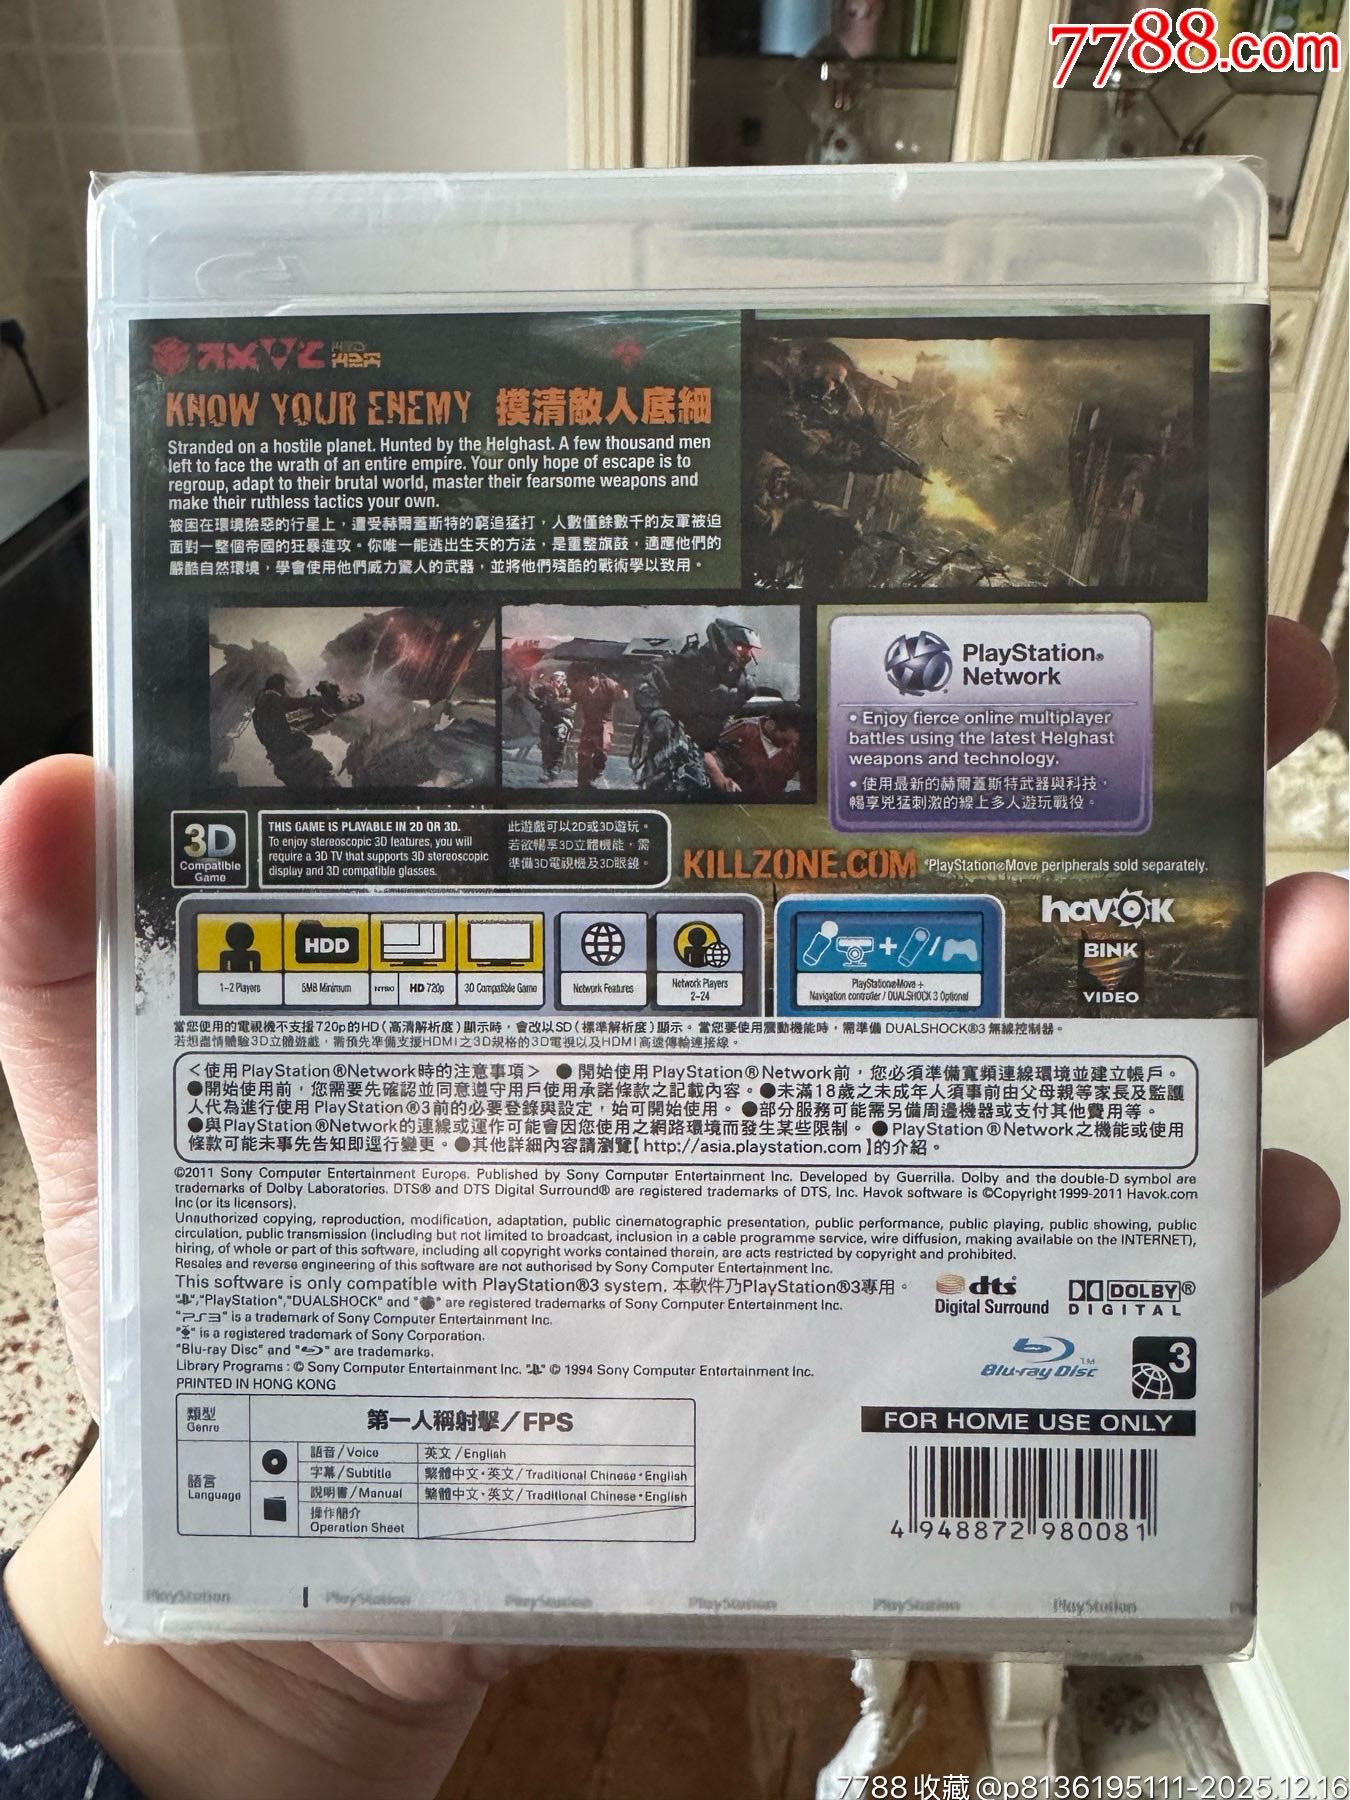 7788.com
KNOW YOUR ENEMY 摸清敵人底細
Stranded on a hostile planet. Hunted by the Helghast. A few thousand men
left to face the wrath of an entire empire. Your only hope of escape is to
regroup, adapt to their brutal world, master their fearsome weapons and
make their ruthless tactics your own.
被困在環境險惡的行星上，遭受赫爾蓋斯特的窮追猛打，人數僅餘數千的友軍被迫
面對一整個帝國的狂暴進攻。你唯一能逃出生天的方法，是重整旗鼓，適應他們的
嚴酷自然環境，學會使用他們威力驚人的武器，並將他們殘酷的戰術學以致用。
PlayStation®
Network
• Enjoy fierce online multiplayer
battles using the latest Helghast
weapons and technology.
• 使用最新的赫爾蓋斯特武器與科技，
暢享兇猛刺激的線上多人遊玩戰役。
3D
Compatible
Game
THIS GAME IS PLAYABLE IN 2D OR 3D.
To enjoy stereoscopic 3D features, you will
require a 3D TV that supports 3D stereoscopic
display and 3D compatible glasses.
此遊戲可以2D或3D遊玩。
若欲暢享3D立體機能，需
準備3D電視機及3D眼鏡。
KILLZONE.COM
*PlayStation®Move peripherals sold separately.
HDD
1-2 Players
5MB Minimum
NTSC
HD 720p
3D Compatible Game
Network Features
Network Players
2-24
PlayStation®Move +
Navigation controller / DUALSHOCK 3 Optional
havok
BINK
VIDEO
當您使用的電視機不支援720p的HD（高清解析度）顯示時，會改以SD（標準解析度）顯示。當您要使用震動機能時，需準備 DUALSHOCK®3 無線控制器。
若想盡情體驗3D立體遊戲，需預先準備支援HDMI之3D規格的3D電視以及HDMI高速傳輸連接線。
＜使用PlayStation®Network時的注意事項＞ ●開始使用PlayStation®Network前，您必須準備寬頻連線環境並建立帳戶。
●開始使用前，您需要先確認並同意遵守用戶使用承諾條款之記載內容。●未滿18歲之未成年人須事前由父母親等家長及監護
人代為進行使用 PlayStation®3前的必要登錄與設定，始可開始使用。●部分服務可能需另備周邊機器或支付其他費用等。
●與PlayStation®Network的連線或運作可能會因您使用之網路環境而發生某些限制。●PlayStation®Network之機能或使用
條款可能未事先告知即逕行變更。●其他詳細內容請瀏覽【http://asia.playstation.com】的介紹。
©2011 Sony Computer Entertainment Europe. Published by Sony Computer Entertainment Inc. Developed by Guerrilla. Dolby and the double-D symbol are
trademarks of Dolby Laboratories. DTS® and DTS Digital Surround® are registered trademarks of DTS, Inc. Havok software is ©Copyright 1999-2011 Havok.com
Inc (or its licensors).
Unauthorized copying, reproduction, modification, adaptation, public cinematographic presentation, public performance, public playing, public showing, public
circulation, public transmission (including but not limited to broadcast, inclusion in a cable programme service, wire diffusion, making available on the INTERNET),
hiring, of whole or part of this software, including all copyright works contained therein, are acts restricted by copyright and prohibited.
Resales and reverse engineering of this software are not authorised by Sony Computer Entertainment Inc.
This software is only compatible with PlayStation®3 system. 本軟件乃PlayStation®3專用。
"","PlayStation","DUALSHOCK" and "" are registered trademarks of Sony Computer Entertainment Inc.
"PS3" is a trademark of Sony Computer Entertainment Inc.
"" is a registered trademark of Sony Corporation.
"Blu-ray Disc" and "" are trademarks.
Library Programs : © Sony Computer Entertainment Inc. "" © 1994 Sony Computer Entertainment Inc.
PRINTED IN HONG KONG
dts
Digital Surround
DOLBY®
DIGITAL
Blu-ray Disc™
3
類型
Genre
第一人稱射擊／FPS
語言
Language
語音/Voice
英文/English
字幕/Subtitle
繁體中文・英文/Traditional Chinese・English
說明書/Manual
繁體中文・英文/Traditional Chinese・English
操作簡介
Operation Sheet
FOR HOME USE ONLY
4 948872 980081
PlayStation PlayStation PlayStation PlayStation PlayStation PlayStation
7788收藏@p8136195111-2025.12.16